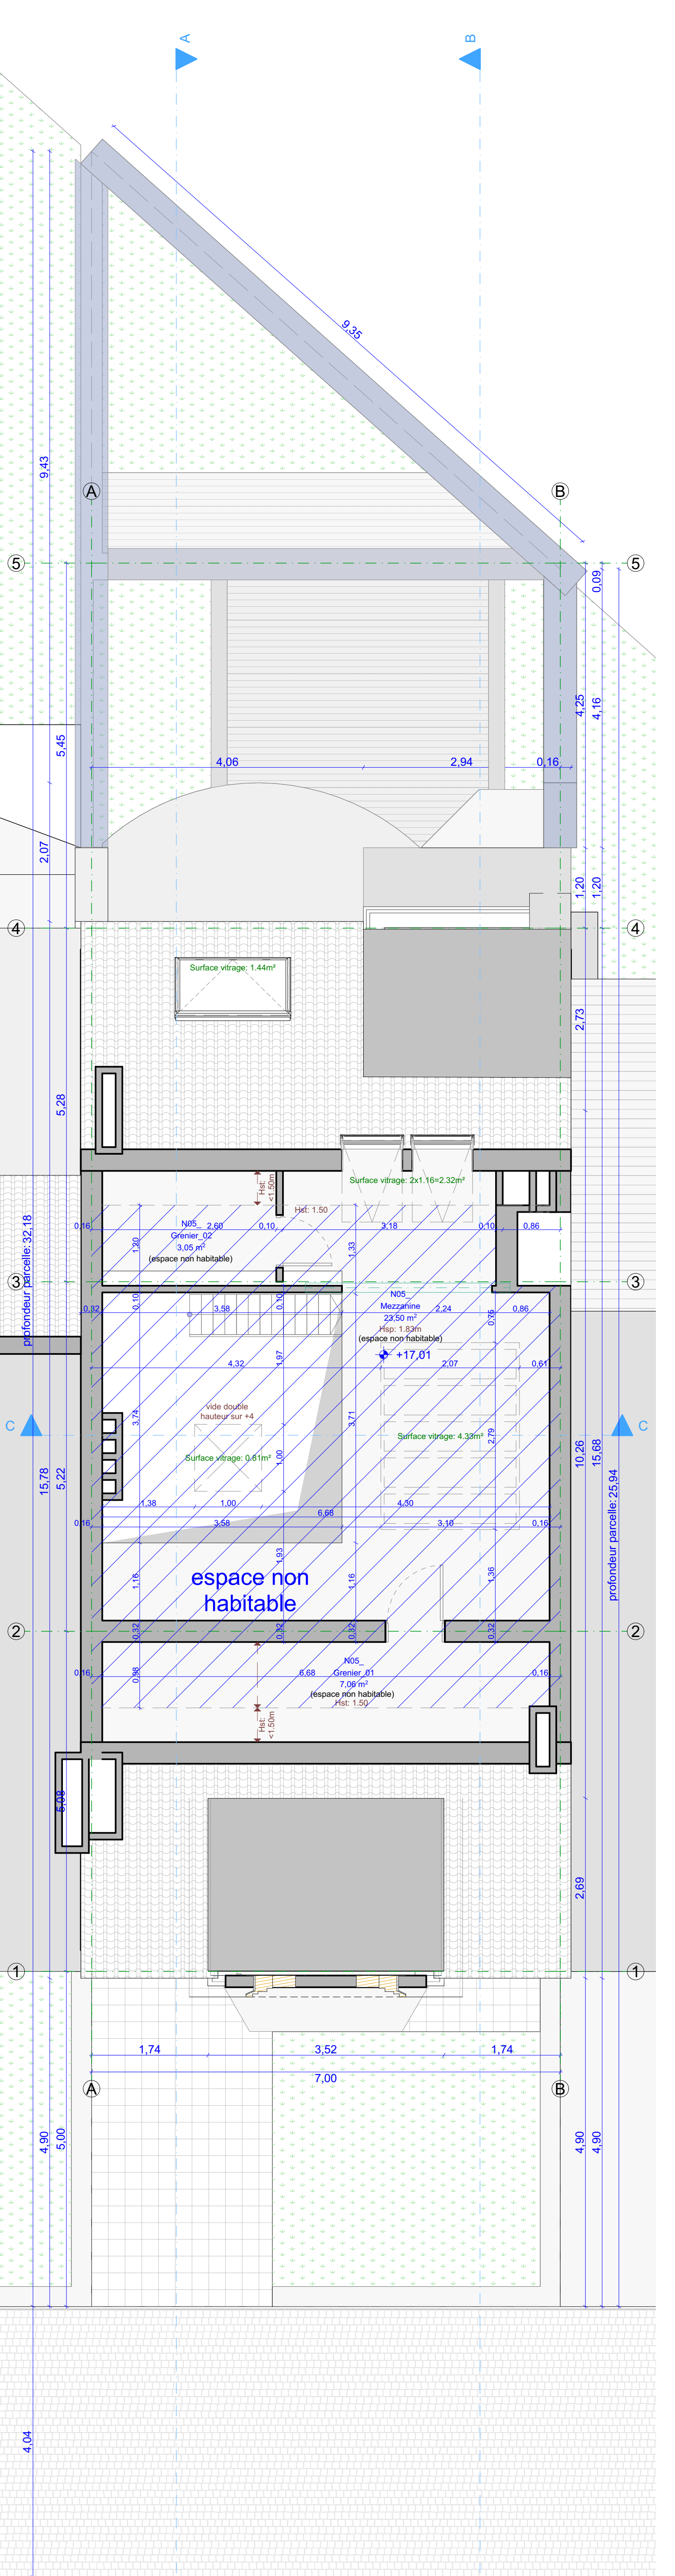 A
B
9,35
9,43
A
B
5
5
0,09
4,25
4,16
5,45
4,06
2,94
0,16
2,07
1,20
1,20
4
4
Surface vitrage: 1.44m²
2,73
5,28
Hst:
<1.50m
Surface vitrage: 2x1.16=2.32m²
Hst: 1.50
0,16
2,60
0,10
3,18
0,10
0,86
N05_
Grenier_02
3,05 m²
(espace non habitable)
1,20
1,33
profondeur parcelle: 32,18
3
3
N05_
Mezzanine
23,50 m²
Hsp: 1.83m
(espace non habitable)
0,10
0,10
0,32
3,58
2,24
0,86
0,76
+17,01
1,97
4,32
2,07
0,61
vide double
hauteur sur +4
3,74
3,71
C
C
Surface vitrage: 4.33m²
2,79
Surface vitrage: 0.81m²
1,00
15,78
5,22
10,26
15,68
profondeur parcelle: 25,94
1,38
1,00
4,30
6,68
0,16
3,58
3,10
0,16
1,93
1,16
1,16
1,36
espace non
habitable
0,32
0,32
0,32
0,32
2
2
N05_
Grenier_01
7,06 m²
(espace non habitable)
Hst: 1.50
0,16
0,98
6,68
0,16
Hst:
<1.50m
5,08
2,69
1
1
1,74
3,52
1,74
7,00
A
B
4,90
5,00
4,90
4,90
4,04